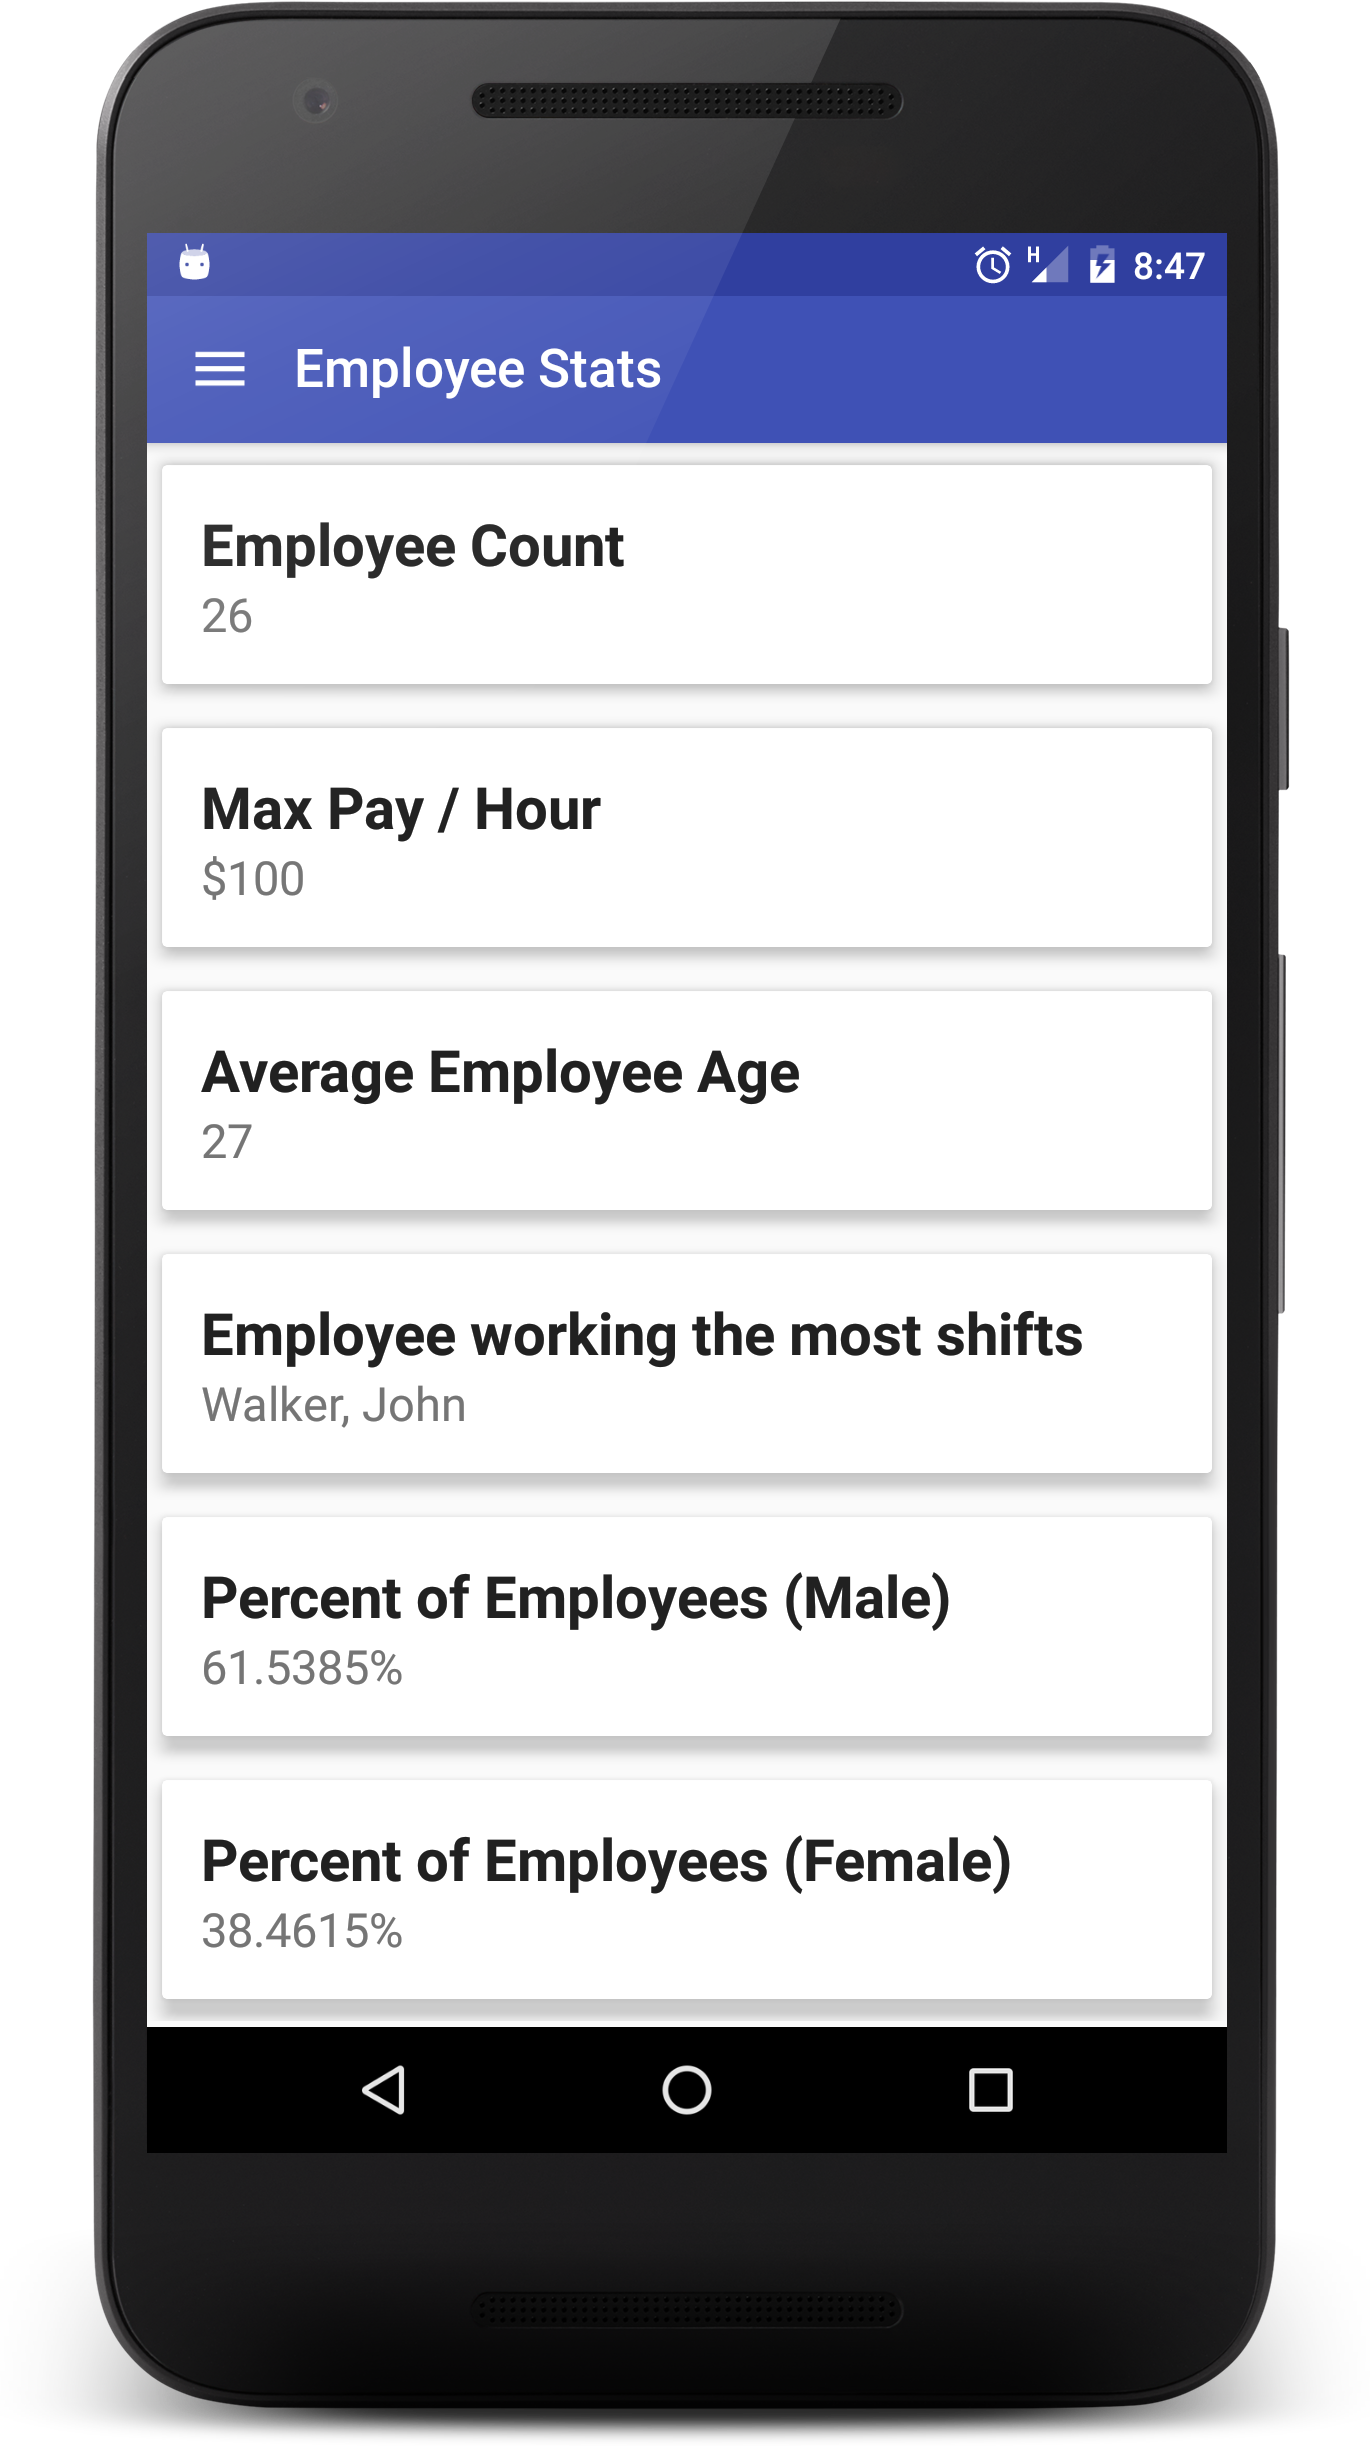 H 8:47
Employee Stats
Employee Count
26
Max Pay / Hour
$100
Average Employee Age
27
Employee working the most shifts
Walker, John
Percent of Employees (Male)
61.5385%
Percent of Employees (Female)
38.4615%